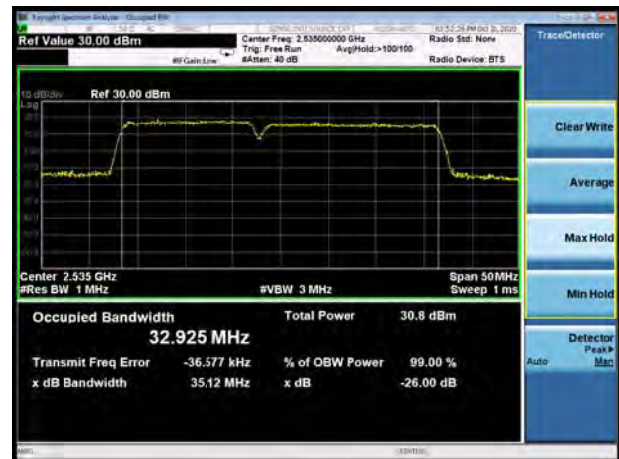 Keysight Spectrum Analyzer - Occupied BW
Ref Value 30.00 dBm
Center Freq: 2.535000000 GHz
Radio Std: None
Trig: Free Run
Avg|Hold:>100/100
#IFGain:Low
#Atten: 40 dB
Radio Device: BTS
10 dB/div
Ref 30.00 dBm
Log
Center 2.535 GHz
Span 50 MHz
#Res BW 1 MHz
#VBW 3 MHz
Sweep 1 ms
Occupied Bandwidth
Total Power
30.8 dBm
32.925 MHz
Transmit Freq Error
-36.577 kHz
% of OBW Power
99.00 %
x dB Bandwidth
35.12 MHz
x dB
-26.00 dB
Trace/Detector
Clear Write
Average
Max Hold
Min Hold
Detector
Peak▶
Auto
Man
MSG
STATUS